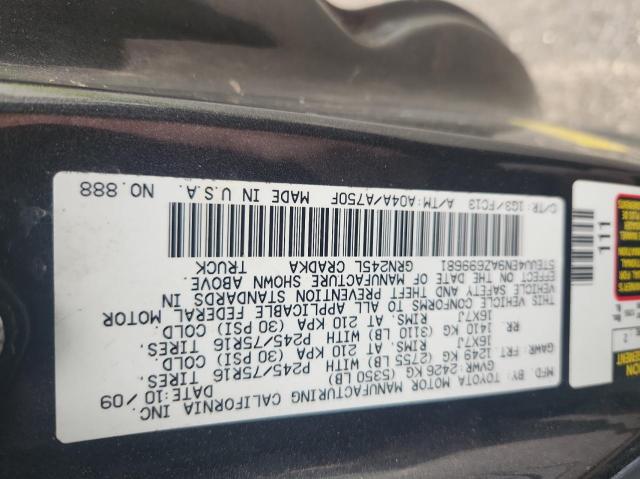 MFD. BY: TOYOTA MOTOR MANUFACTURING CALIFORNIA INC.
DATE:10/09
GVWR:2426 KG (5350 LB)
GAWR: FRT 1249 KG (2755 LB) WITH P245/75R16 TIRES.
16X7J RIMS. AT 210 KPA (30 PSI) COLD
RR. 1410 KG (3110 LB) WITH P245/75R16 TIRES.
16X7J RIMS. AT 210 KPA (30 PSI) COLD
THIS VEHICLE CONFORMS TO ALL APPLICABLE FEDERAL MOTOR
VEHICLE SAFETY AND THEFT PREVENTION STANDARDS IN
EFFECT ON THE DATE OF MANUFACTURE SHOWN ABOVE.
5TEUU4EN9AZ699681 TRUCK
GRN245L CRADKA
C/TR: 1G3/FC13 A/TM: A04A/A750F MADE IN U.S.A. NO.888
111
2